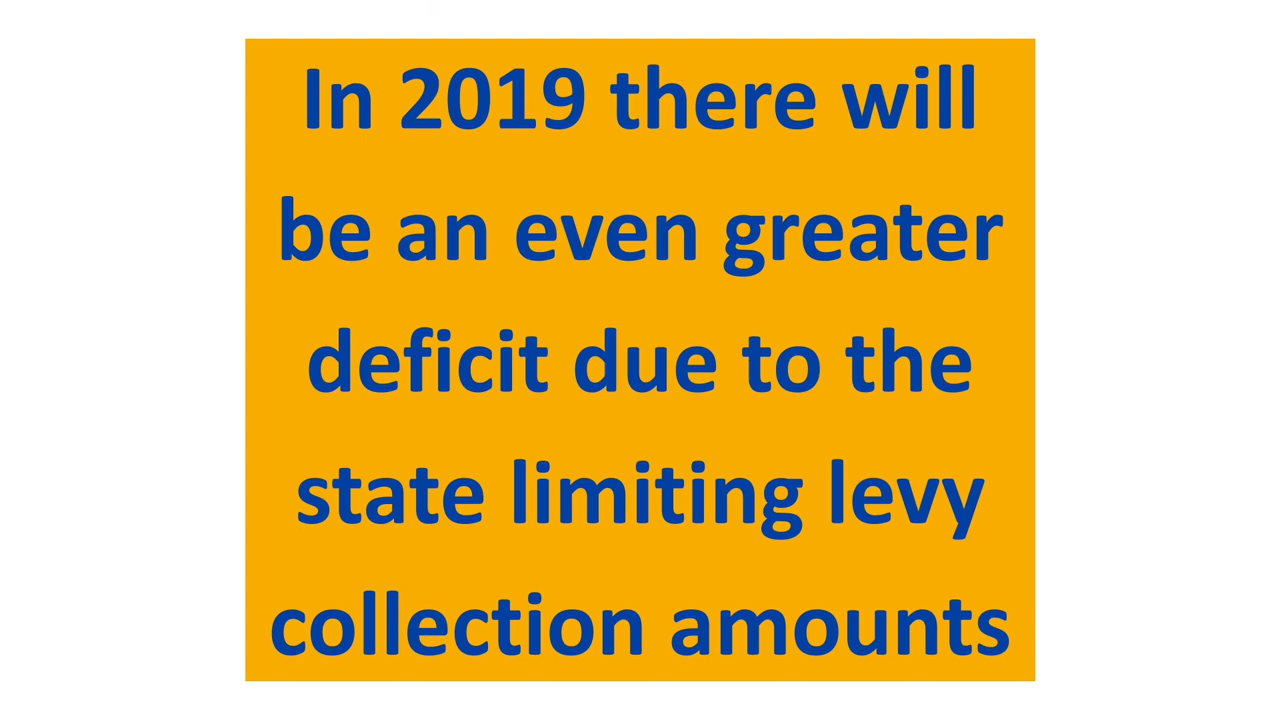 In 2019 there will
be an even greater
deficit due to the
state limiting levy
collection amounts